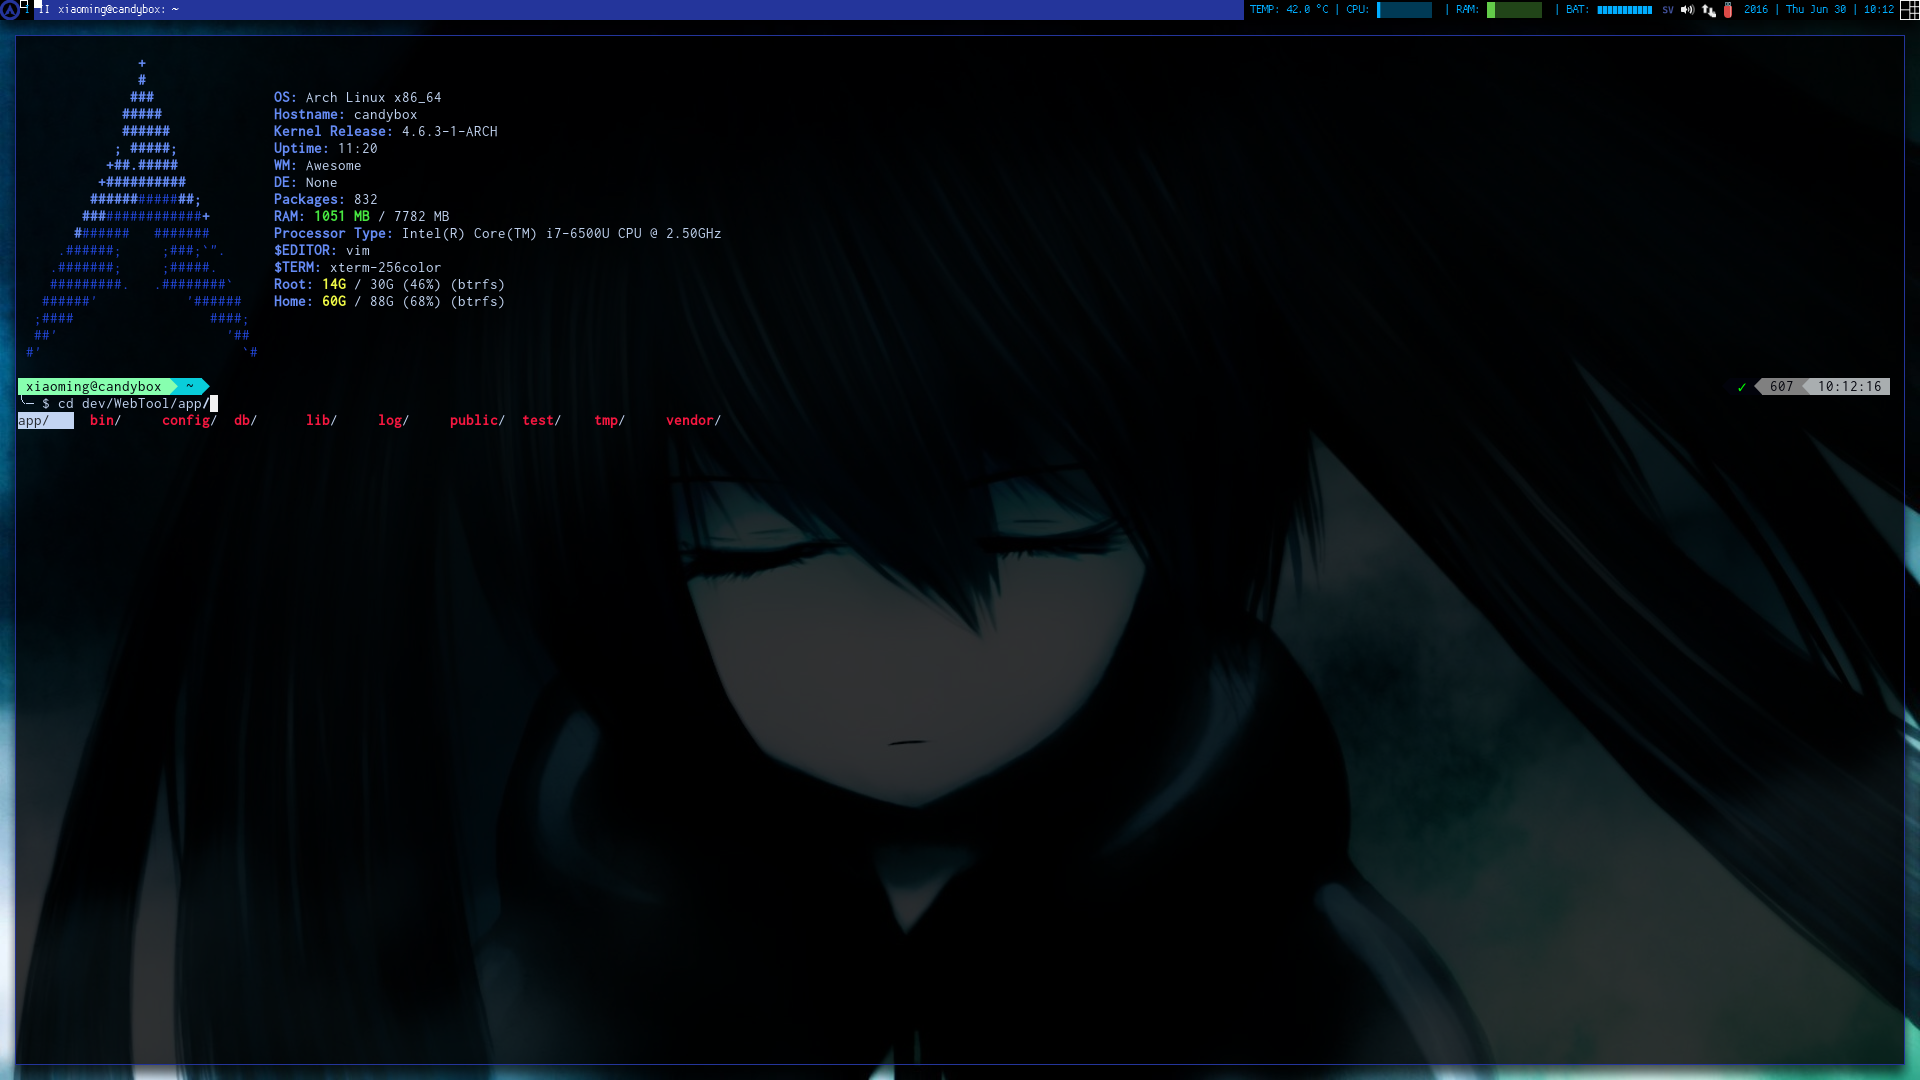 II xiaoming@candybox: ~ TEMP: 42.0 °C | CPU: | RAM: | BAT: SV 2016 | Thu Jun 30 | 10:12
+
#
###
##### OS: Arch Linux x86_64
###### Hostname: candybox
; #####; Kernel Release: 4.6.3-1-ARCH
+##.##### Uptime: 11:20
+########## WM: Awesome
#############; DE: None
###############+ Packages: 832
####### ####### RAM: 1051 MB / 7782 MB
.######; ;###;`". Processor Type: Intel(R) Core(TM) i7-6500U CPU @ 2.50GHz
.#######; ;#####. $EDITOR: vim
#########. .########` $TERM: xterm-256color
######' '###### Root: 14G / 30G (46%) (btrfs)
;#### ####; Home: 60G / 88G (68%) (btrfs)
##' '##
#' `#
xiaoming@candybox ~ ✓ 607 10:12:16
╰─ $ cd dev/WebTool/app/
app/ bin/ config/ db/ lib/ log/ public/ test/ tmp/ vendor/